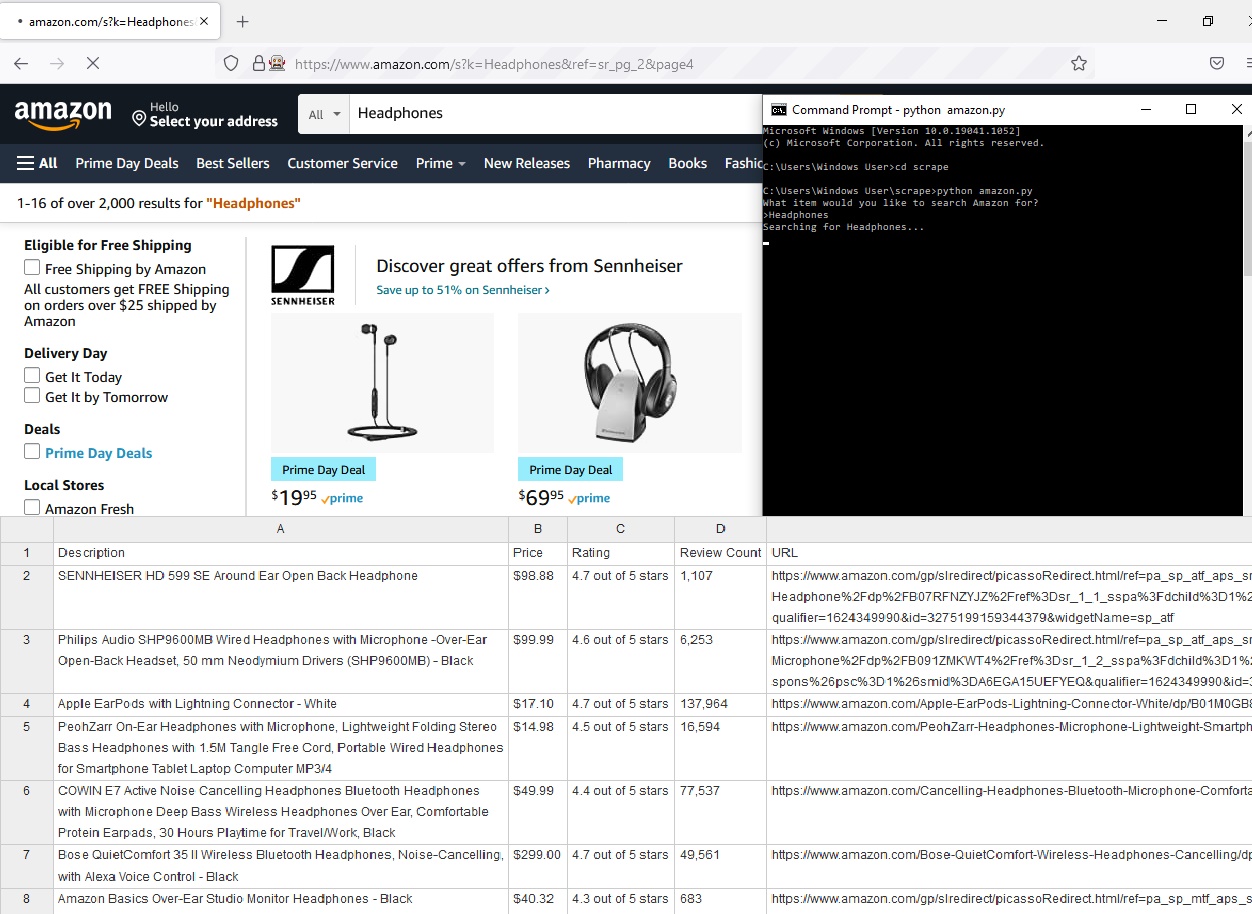 amazon.com/s?k=Headphones
https://www.amazon.com/s?k=Headphones&ref=sr_pg_2&page4
amazon
Hello
Select your address
All
Headphones
All Prime Day Deals Best Sellers Customer Service Prime New Releases Pharmacy Books Fashic
1-16 of over 2,000 results for "Headphones"
Eligible for Free Shipping
Free Shipping by Amazon
All customers get FREE Shipping
on orders over $25 shipped by
Amazon
Delivery Day
Get It Today
Get It by Tomorrow
Deals
Prime Day Deals
Local Stores
Amazon Fresh
SENNHEISER
Discover great offers from Sennheiser
Save up to 51% on Sennheiser
Prime Day Deal
$19 95 prime
Prime Day Deal
$69 95 prime
Command Prompt - python amazon.py
Microsoft Windows [Version 10.0.19041.1052]
(c) Microsoft Corporation. All rights reserved.
C:\Users\Windows User>cd scrape
C:\Users\Windows User\scrape>python amazon.py
What item would you like to search Amazon for?
>Headphones
Searching for Headphones...
A B C D
1 Description Price Rating Review Count URL
2 SENNHEISER HD 599 SE Around Ear Open Back Headphone $98.88 4.7 out of 5 stars 1,107 https://www.amazon.com/gp/slredirect/picassoRedirect.html/ref=pa_sp_atf_aps_sr
Headphone%2Fdp%2FB07RFNZYJZ%2Fref%3Dsr_1_1_sspa%3Fdchild%3D1%2
qualifier=1624349990&id=3275199159344379&widgetName=sp_atf
3 Philips Audio SHP9600MB Wired Headphones with Microphone -Over-Ear $99.99 4.6 out of 5 stars 6,253 https://www.amazon.com/gp/slredirect/picassoRedirect.html/ref=pa_sp_atf_aps_sr
Open-Back Headset, 50 mm Neodymium Drivers (SHP9600MB) - Black Microphone%2Fdp%2FB091ZMKWT4%2Fref%3Dsr_1_2_sspa%3Fdchild%3D1%
spons%26psc%3D1%26smid%3DA6EGA15UEFYEQ&qualifier=1624349990&id=3
4 Apple EarPods with Lightning Connector - White $17.10 4.7 out of 5 stars 137,964 https://www.amazon.com/Apple-EarPods-Lightning-Connector-White/dp/B01M0GB8
5 PeohZarr On-Ear Headphones with Microphone, Lightweight Folding Stereo $14.98 4.5 out of 5 stars 16,594 https://www.amazon.com/PeohZarr-Headphones-Microphone-Lightweight-Smartph
Bass Headphones with 1.5M Tangle Free Cord, Portable Wired Headphones
for Smartphone Tablet Laptop Computer MP3/4
6 COWIN E7 Active Noise Cancelling Headphones Bluetooth Headphones $49.99 4.4 out of 5 stars 77,537 https://www.amazon.com/Cancelling-Headphones-Bluetooth-Microphone-Comforta
with Microphone Deep Bass Wireless Headphones Over Ear, Comfortable
Protein Earpads, 30 Hours Playtime for Travel/Work, Black
7 Bose QuietComfort 35 II Wireless Bluetooth Headphones, Noise-Cancelling, $299.00 4.7 out of 5 stars 49,561 https://www.amazon.com/Bose-QuietComfort-Wireless-Headphones-Cancelling/dp
with Alexa Voice Control - Black
8 Amazon Basics Over-Ear Studio Monitor Headphones - Black $40.32 4.3 out of 5 stars 683 https://www.amazon.com/gp/slredirect/picassoRedirect.html/ref=pa_sp_mtf_aps_s